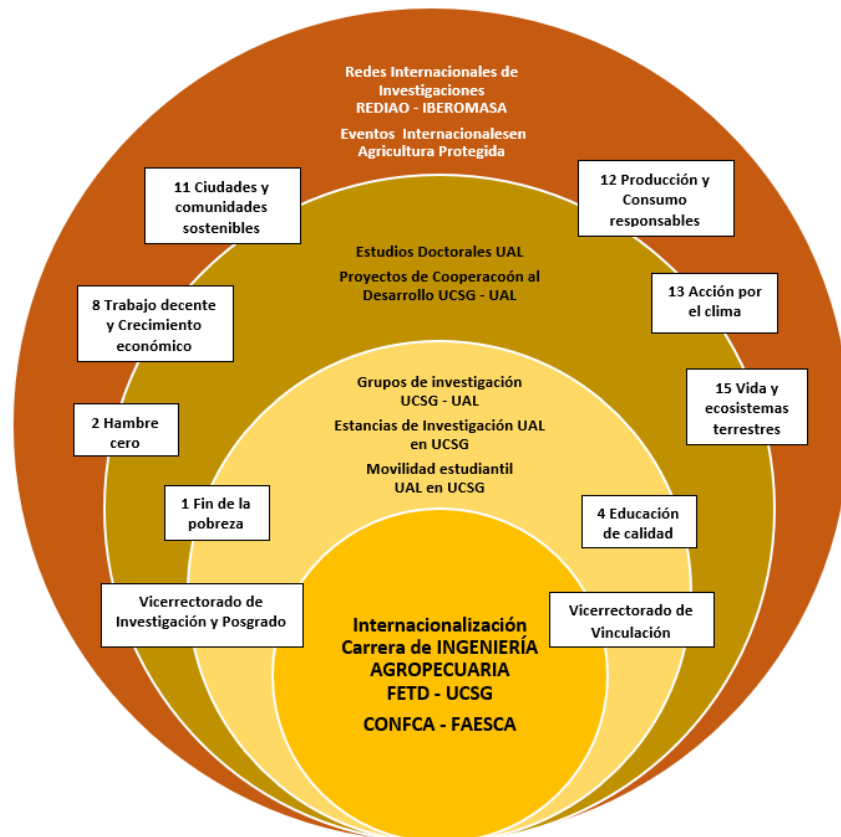 Redes Internacionales de
Investigaciones
REDIAO - IBEROMASA
Eventos Internacionalesen
Agricultura Protegida
11 Ciudades y
comunidades
sostenibles
12 Producción y
Consumo
responsables
Estudios Doctorales UAL
Proyectos de Cooperacoón al
Desarrollo UCSG - UAL
8 Trabajo decente
y Crecimiento
económico
13 Acción por
el clima
Grupos de investigación
UCSG - UAL
Estancias de Investigación UAL
en UCSG
Movilidad estudiantil
UAL en UCSG
2 Hambre
cero
15 Vida y
ecosistemas
terrestres
1 Fin de la
pobreza
4 Educación
de calidad
Vicerrectorado de
Investigación y Posgrado
Vicerrectorado de
Vinculación
Internacionalización
Carrera de INGENIERÍA
AGROPECUARIA
FETD - UCSG
CONFCA - FAESCA